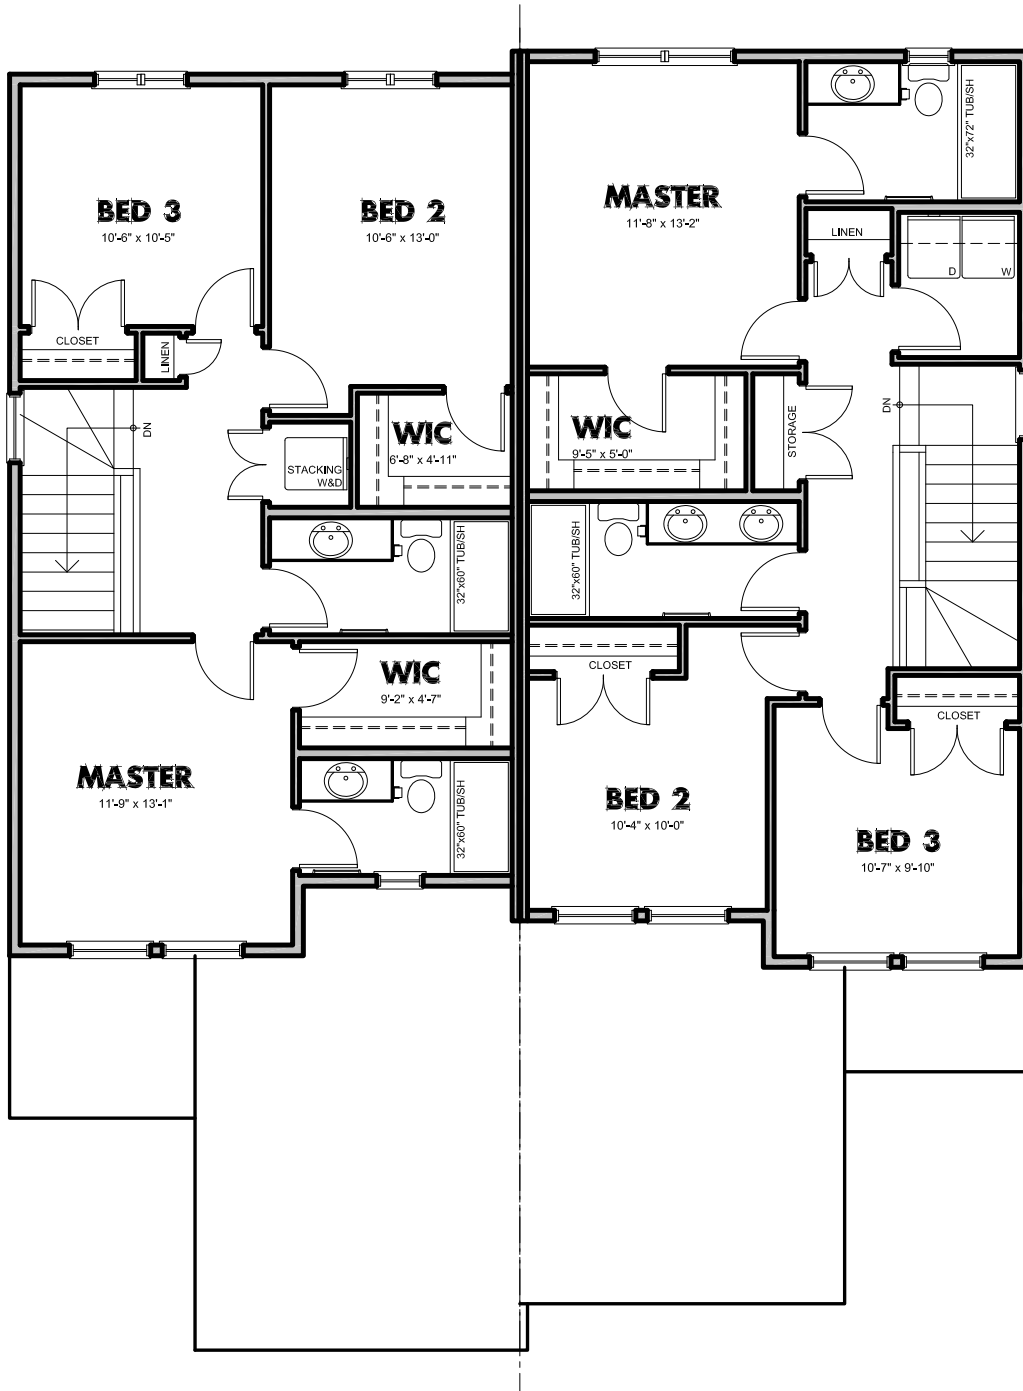 BED 3
10'-6" x 10'-5"
BED 2
10'-6" x 13'-0"
CLOSET
LINEN
DN
WIC
6'-8" x 4'-11"
STACKING
W&D
32"x60" TUB/SH
WIC
9'-2" x 4'-7"
MASTER
11'-9" x 13'-1"
32"x60" TUB/SH
MASTER
11'-8" x 13'-2"
32"x72" TUB/SH
LINEN
D
W
WIC
9'-5" x 5'-0"
STORAGE
DN
32"x60" TUB/SH
CLOSET
BED 2
10'-4" x 10'-0"
CLOSET
BED 3
10'-7" x 9'-10"